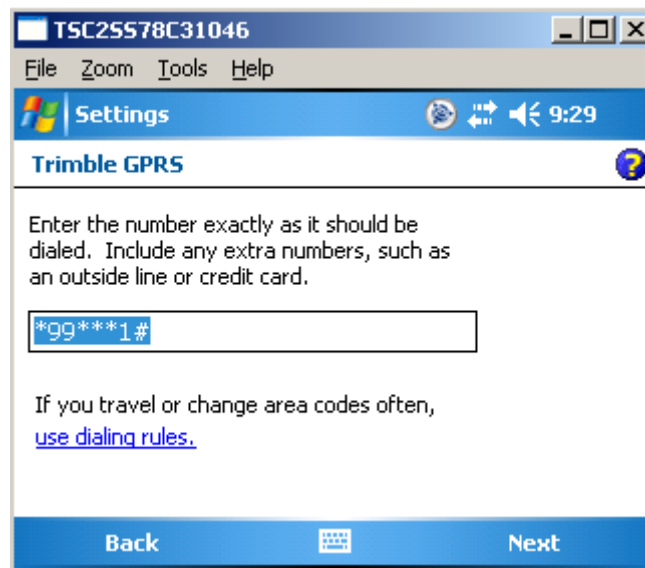 TSC2SS78C31046
File Zoom Tools Help
Settings 9:29
Trimble GPRS
Enter the number exactly as it should be
dialed. Include any extra numbers, such as
an outside line or credit card.
*99***1#
If you travel or change area codes often,
use dialing rules.
Back Next